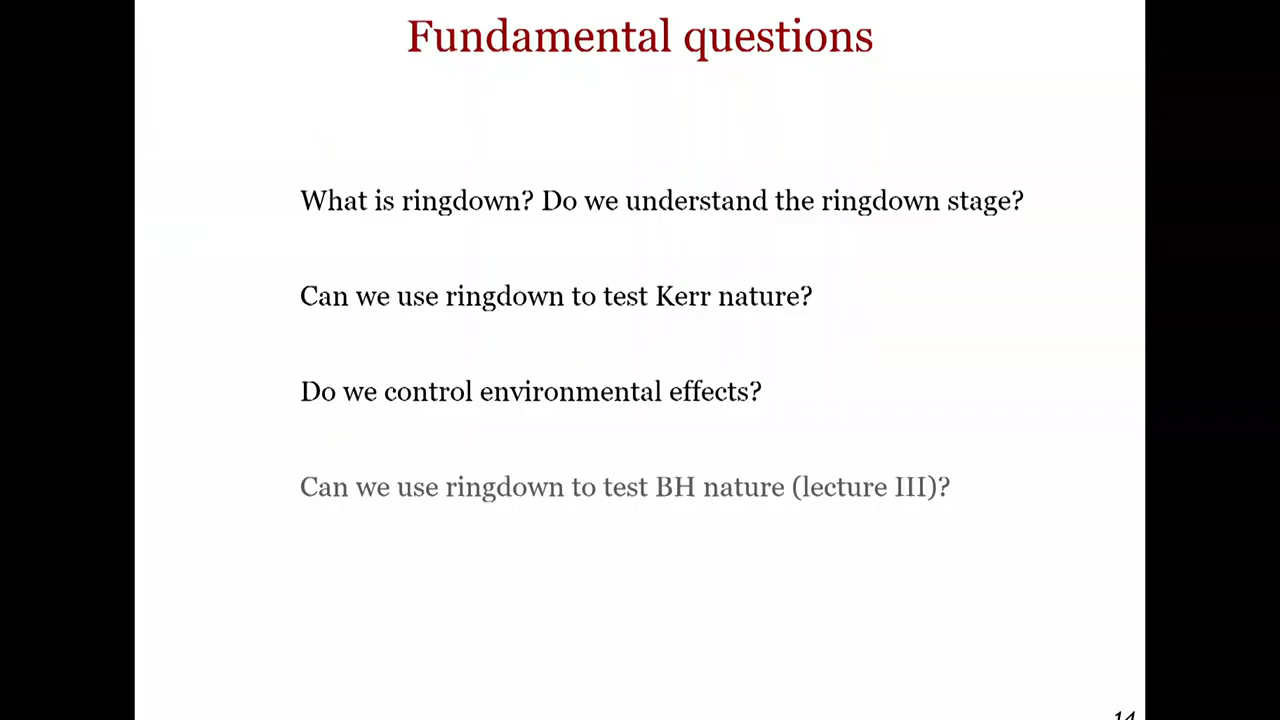 Fundamental questions
What is ringdown? Do we understand the ringdown stage?
Can we use ringdown to test Kerr nature?
Do we control environmental effects?
Can we use ringdown to test BH nature (lecture III)?
14